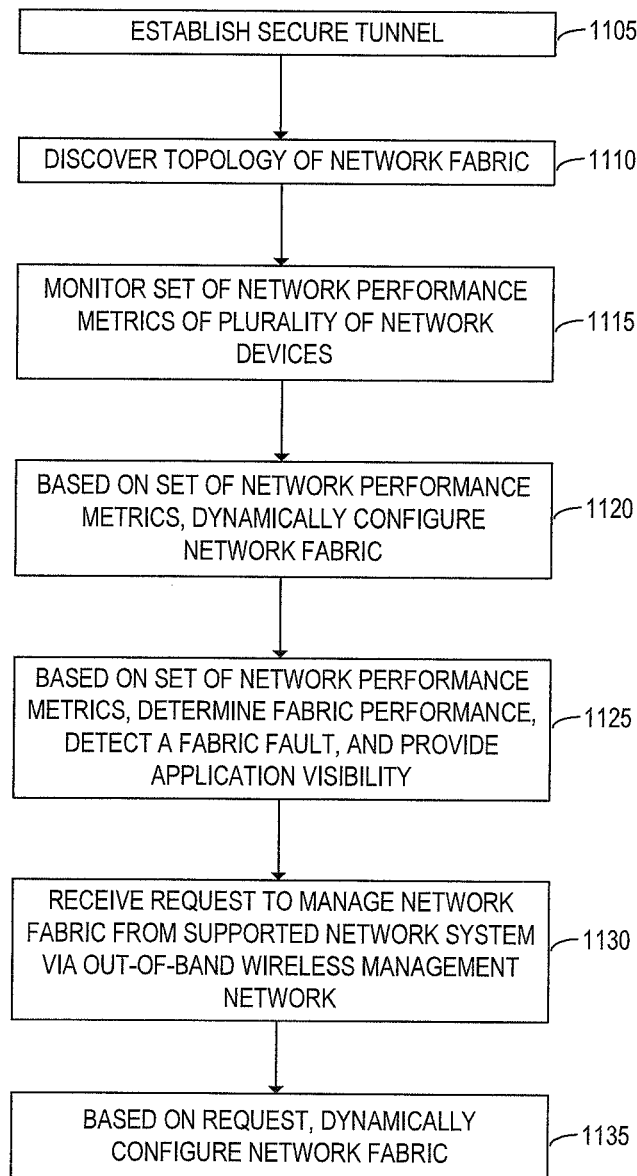 ESTABLISH SECURE TUNNEL
1105
DISCOVER TOPOLOGY OF NETWORK FABRIC
1110
MONITOR SET OF NETWORK PERFORMANCE
METRICS OF PLURALITY OF NETWORK
DEVICES
1115
BASED ON SET OF NETWORK PERFORMANCE
METRICS, DYNAMICALLY CONFIGURE
NETWORK FABRIC
1120
BASED ON SET OF NETWORK PERFORMANCE
METRICS, DETERMINE FABRIC PERFORMANCE,
DETECT A FABRIC FAULT, AND PROVIDE
APPLICATION VISIBILITY
1125
RECEIVE REQUEST TO MANAGE NETWORK
FABRIC FROM SUPPORTED NETWORK SYSTEM
VIA OUT-OF-BAND WIRELESS MANAGEMENT
NETWORK
1130
BASED ON REQUEST, DYNAMICALLY
CONFIGURE NETWORK FABRIC
1135